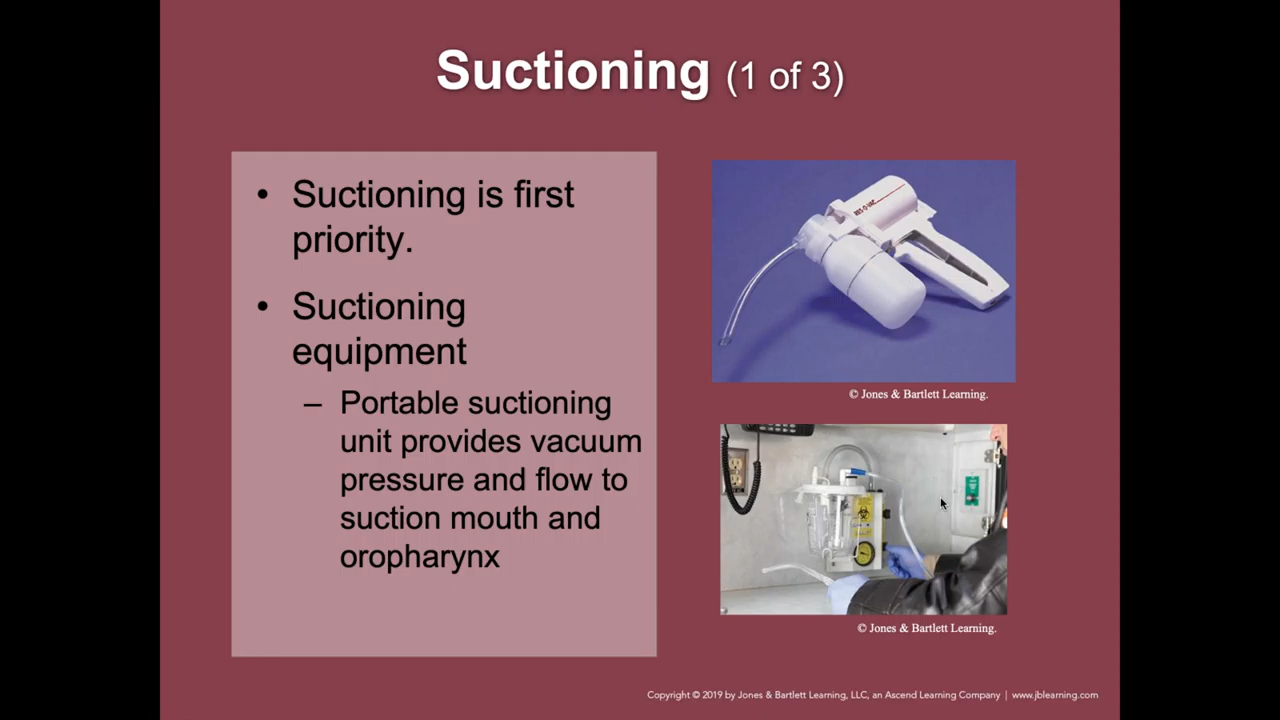 Suctioning (1 of 3)
• Suctioning is first
priority.
• Suctioning
equipment
– Portable suctioning
unit provides vacuum
pressure and flow to
suction mouth and
oropharynx
RES-Q-VAC
© Jones & Bartlett Learning.
© Jones & Bartlett Learning.
Copyright © 2019 by Jones & Bartlett Learning, LLC, an Ascend Learning Company | www.jblearning.com